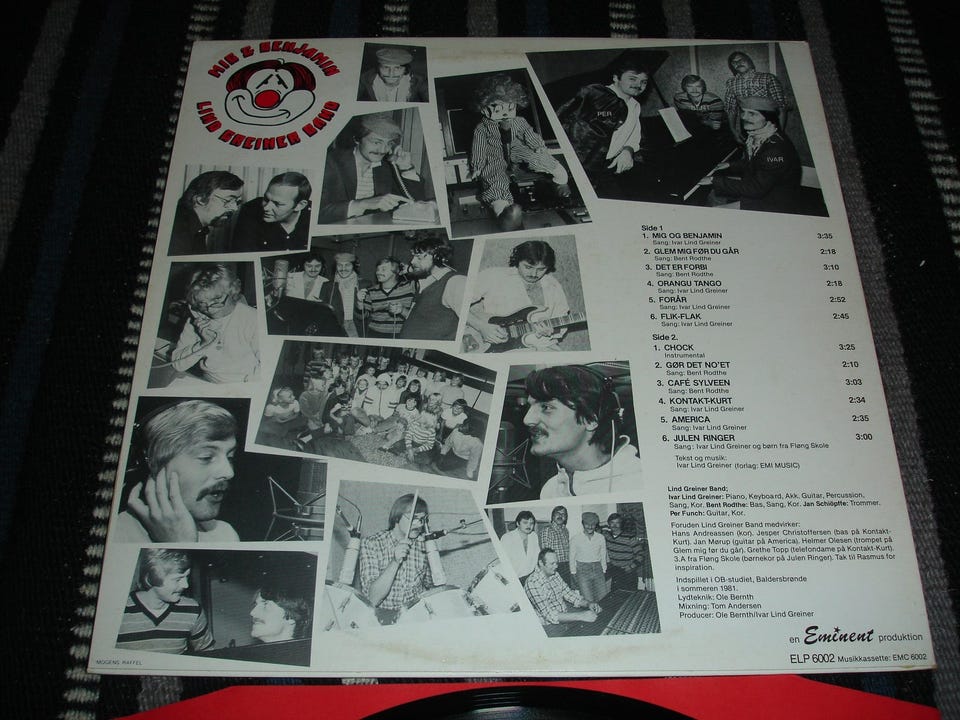 MIG & BENJAMIN
LIND GREINER BAND
PER
BENT
IVAR
Side 1
1. MIG OG BENJAMIN 3:35
Sang: Ivar Lind Greiner
2. GLEM MIG FØR DU GÅR 2:18
Sang: Bent Rodthe
3. DET ER FORBI 3:10
Sang: Bent Rodthe
4. ORANGU TANGO 2:18
Sang: Ivar Lind Greiner
5. FORÅR 2:52
Sang: Ivar Lind Greiner
6. FLIK-FLAK 2:45
Sang: Ivar Lind Greiner
Side 2.
1. CHOCK 3:25
Instrumental
2. GØR DET NO'ET 2:10
Sang: Bent Rodthe
3. CAFÉ SYLVEEN 3:03
Sang: Bent Rodthe
4. KONTAKT-KURT 2:34
Sang: Ivar Lind Greiner
5. AMERICA 2:35
Sang: Ivar Lind Greiner
6. JULEN RINGER 3:00
Sang: Ivar Lind Greiner og børn fra Fløng Skole
Tekst og musik:
Ivar Lind Greiner (forlag: EMI MUSIC)
Lind Greiner Band;
Ivar Lind Greiner: Piano, Keyboard, Akk. Guitar, Percussion,
Sang, Kor. Bent Rodthe: Bas, Sang, Kor. Jan Schiöpffe: Trommer.
Per Funch: Guitar, Kor.
Foruden Lind Greiner Band medvirker:
Hans Andreassen (kor). Jesper Christoffersen (bas på Kontakt-
Kurt). Jan Mørup (guitar på America), Helmer Olesen (trompet på
Glem mig før du går). Grethe Topp (telefondame på Kontakt-Kurt).
3.A fra Fløng Skole (børnekor på Julen Ringer). Tak til Rasmus for
inspiration.
Indspillet i OB-studiet, Baldersbrønde
i sommeren 1981.
Lydteknik: Ole Bernth
Mixning: Tom Andersen
Producer: Ole Bernth/Ivar Lind Greiner
en Eminent produktion
ELP 6002 Musikkassette: EMC 6002
MOGENS RAFFEL